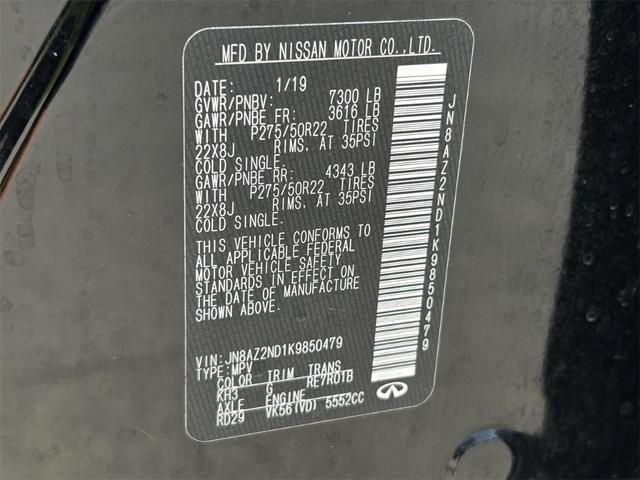 MFD BY NISSAN MOTOR CO.,LTD.
DATE: 1/19
GVWR/PNBV: 7300 LB
GAWR/PNBE FR: 3616 LB
WITH P275/50R22 TIRES
22X8J RIMS. AT 35PSI
COLD SINGLE.
GAWR/PNBE RR: 4343 LB
WITH P275/50R22 TIRES
22X8J RIMS. AT 35PSI
COLD SINGLE.
THIS VEHICLE CONFORMS TO
ALL APPLICABLE FEDERAL
MOTOR VEHICLE SAFETY
STANDARDS IN EFFECT ON
THE DATE OF MANUFACTURE
SHOWN ABOVE.
VIN: JN8AZ2ND1K9850479
TYPE: MPV
COLOR TRIM TRANS
KH3 G RE7R01B
AXLE ENGINE
RD29 VK56(VD) 5552CC
JN8AZ2ND1K9850479